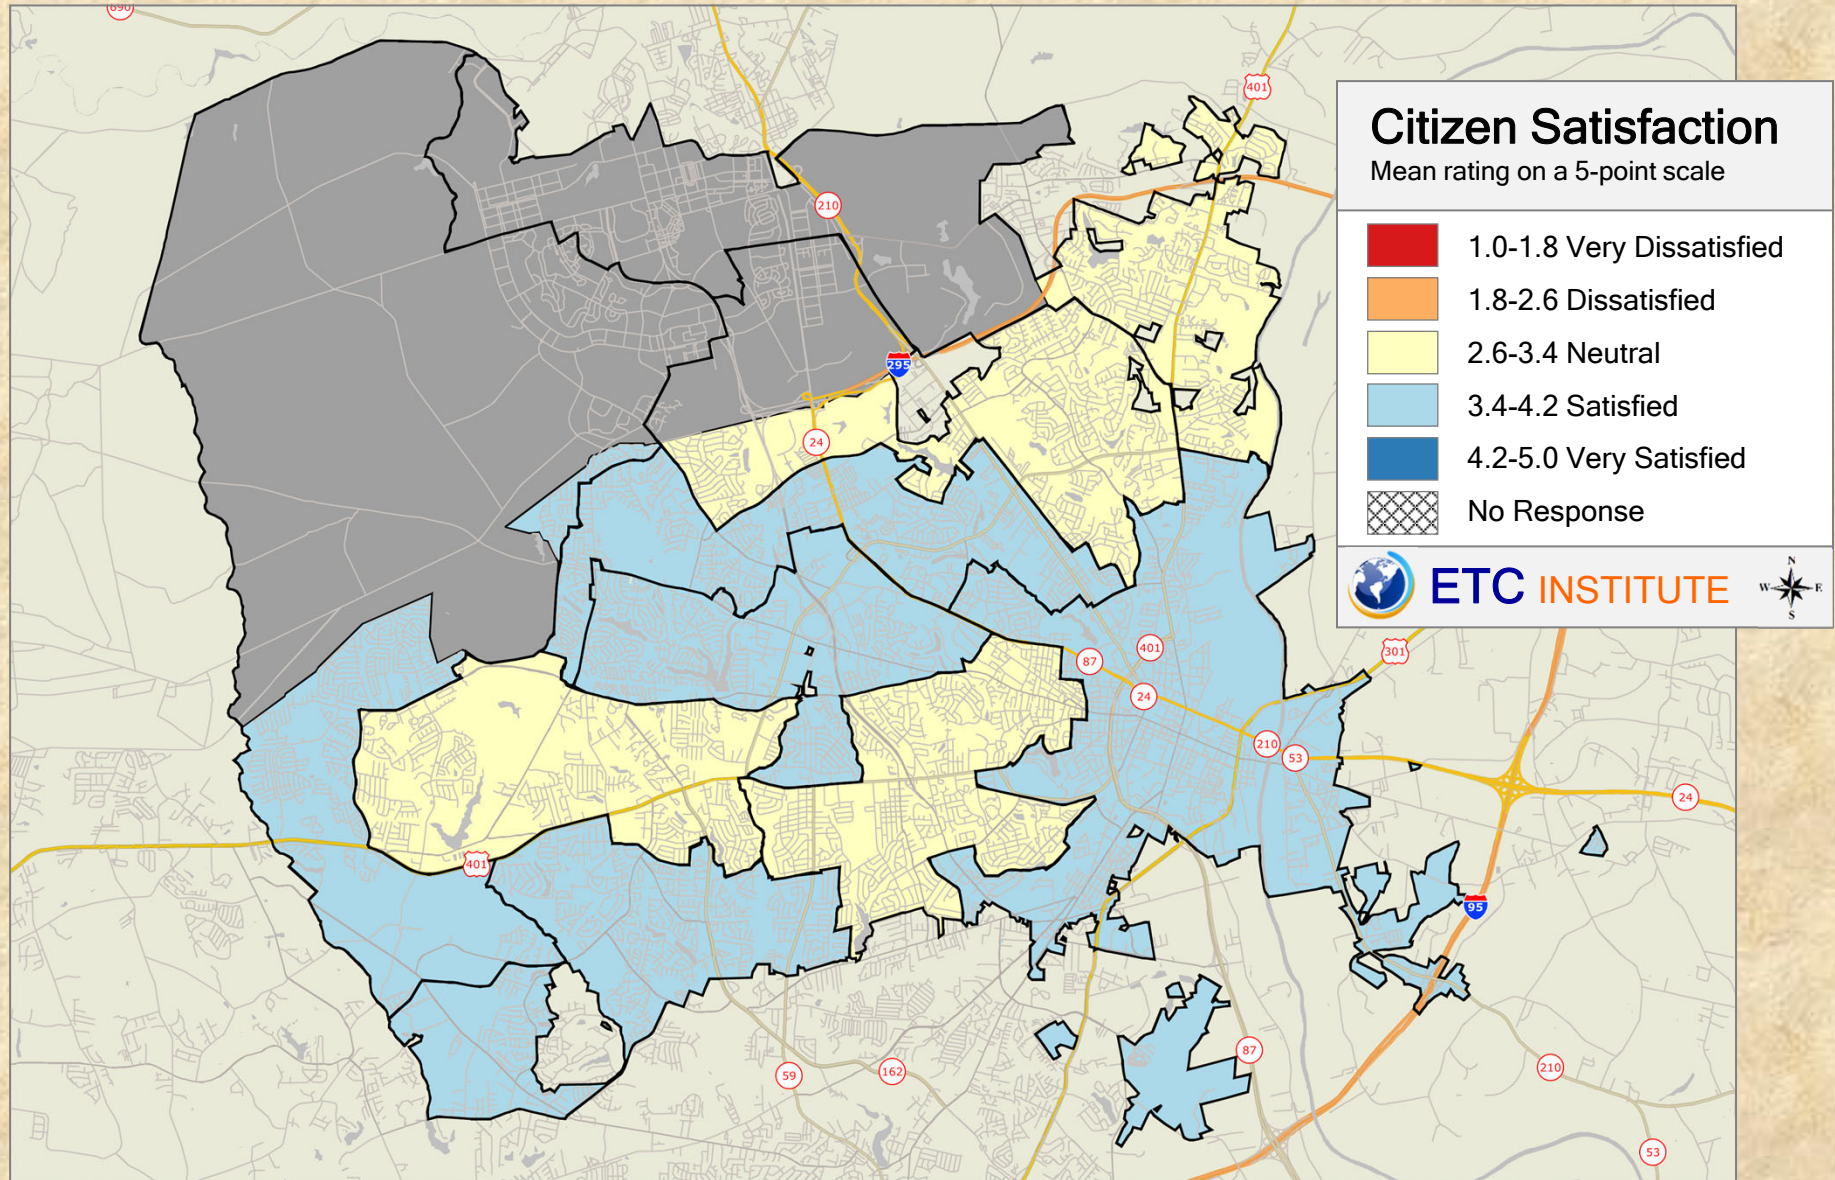 690
401
Citizen Satisfaction
Mean rating on a 5-point scale
210
1.0-1.8 Very Dissatisfied
1.8-2.6 Dissatisfied
2.6-3.4 Neutral
295
3.4-4.2 Satisfied
24
4.2-5.0 Very Satisfied
No Response
ETC INSTITUTE
N
W E
S
401
301
87
24
210
53
24
401
95
87
210
59
162
53